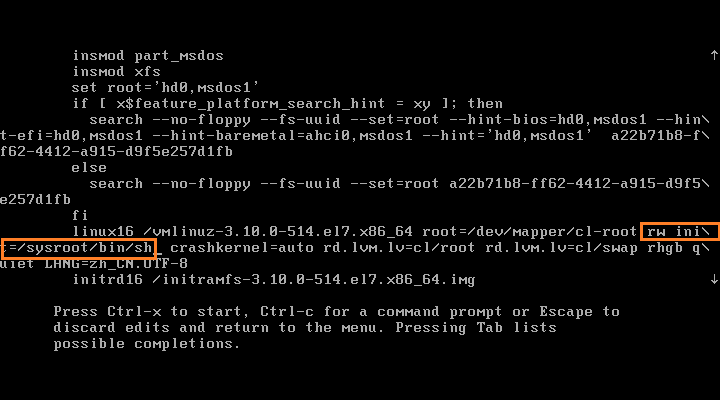 insmod part_msdos
insmod xfs
set root='hd0,msdos1'
if [ x$feature_platform_search_hint = xy ]; then
search --no-floppy --fs-uuid --set=root --hint-bios=hd0,msdos1 --hin\
t-efi=hd0,msdos1 --hint-baremetal=ahci0,msdos1 --hint='hd0,msdos1'  a22b71b8-f\
f62-4412-a915-d9f5e257d1fb
else
search --no-floppy --fs-uuid --set=root a22b71b8-ff62-4412-a915-d9f5\
e257d1fb
fi
linux16 /vmlinuz-3.10.0-514.el7.x86_64 root=/dev/mapper/cl-root rw ini\
t=/sysroot/bin/sh_ crashkernel=auto rd.lvm.lv=cl/root rd.lvm.lv=cl/swap rhgb q\
uiet LANG=zh_CN.UTF-8
initrd16 /initramfs-3.10.0-514.el7.x86_64.img
Press Ctrl-x to start, Ctrl-c for a command prompt or Escape to
discard edits and return to the menu. Pressing Tab lists
possible completions.